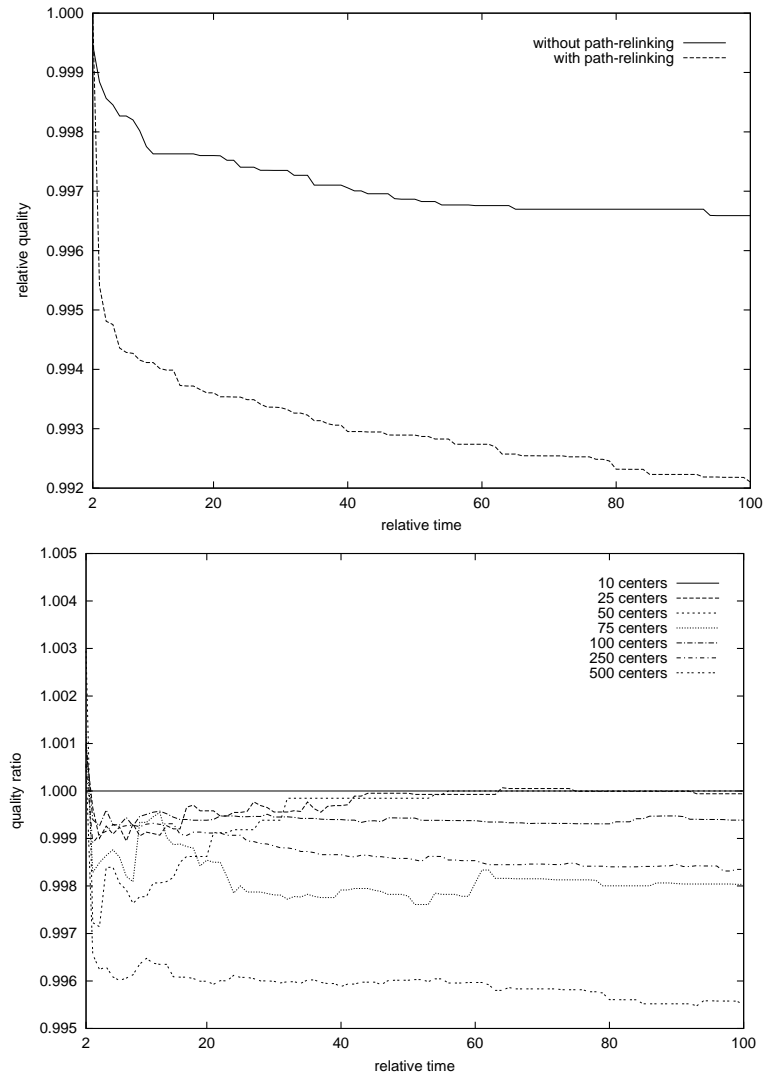 1.000
0.999
0.998
0.997
0.996
0.995
0.994
0.993
0.992
relative quality
without path-relinking
with path-relinking
2 20 40 60 80 100
relative time
1.005
1.004
1.003
1.002
1.001
1.000
0.999
0.998
0.997
0.996
0.995
quality ratio
10 centers
25 centers
50 centers
75 centers
100 centers
250 centers
500 centers
2 20 40 60 80 100
relative time